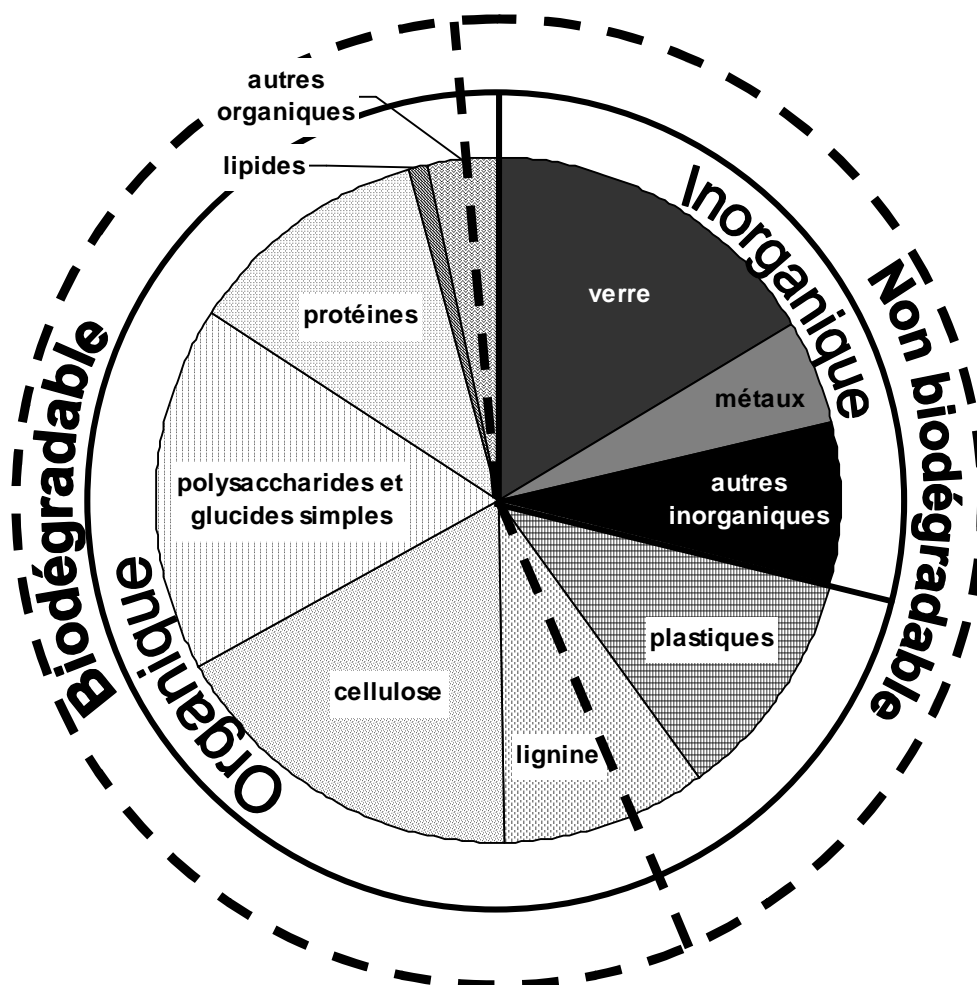 autres
organiques
lipides
protéines
polysaccharides et
glucides simples
cellulose
lignine
plastiques
autres
inorganiques
métaux
verre
Inorganique
Organique
Biodégradable
Non biodégradable